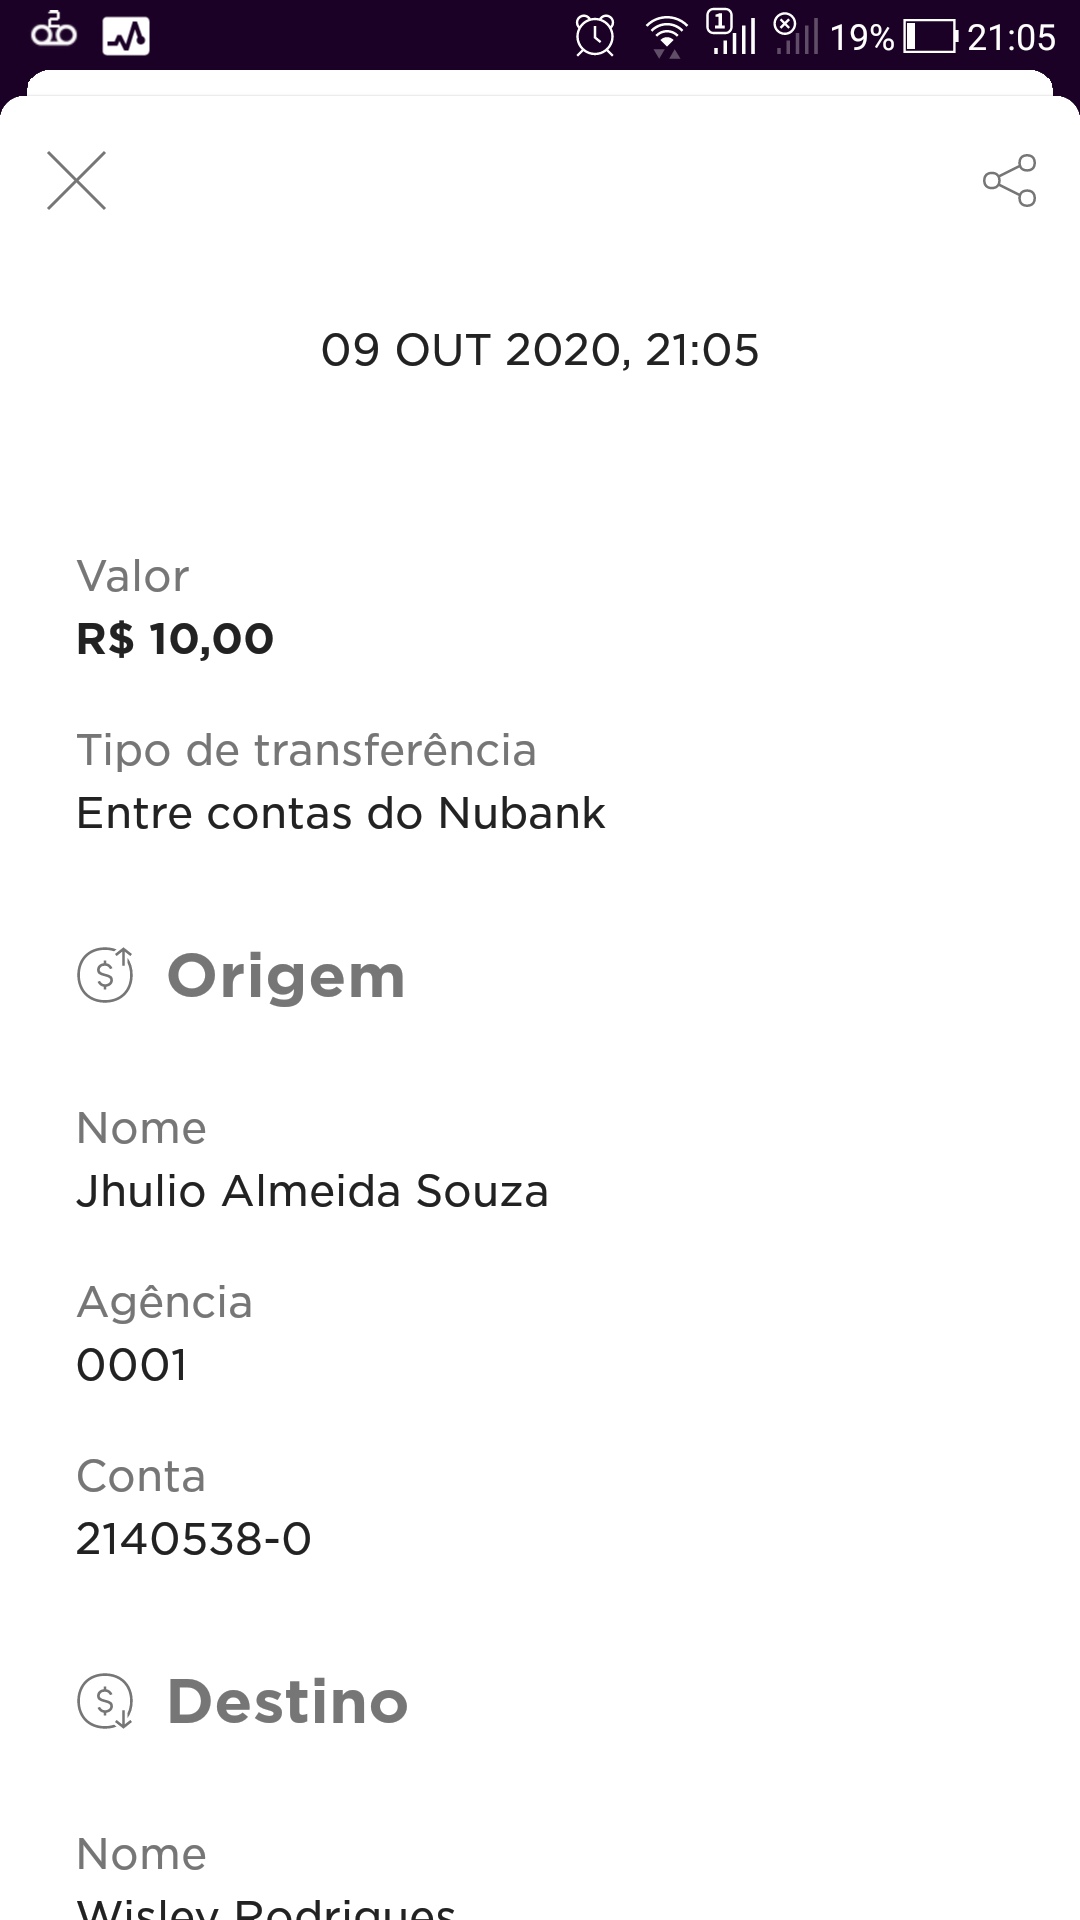 19% 21:05
09 OUT 2020, 21:05
Valor
R$ 10,00
Tipo de transferência
Entre contas do Nubank
Origem
Nome
Jhulio Almeida Souza
Agência
0001
Conta
2140538-0
Destino
Nome
Wisley Rodrigues